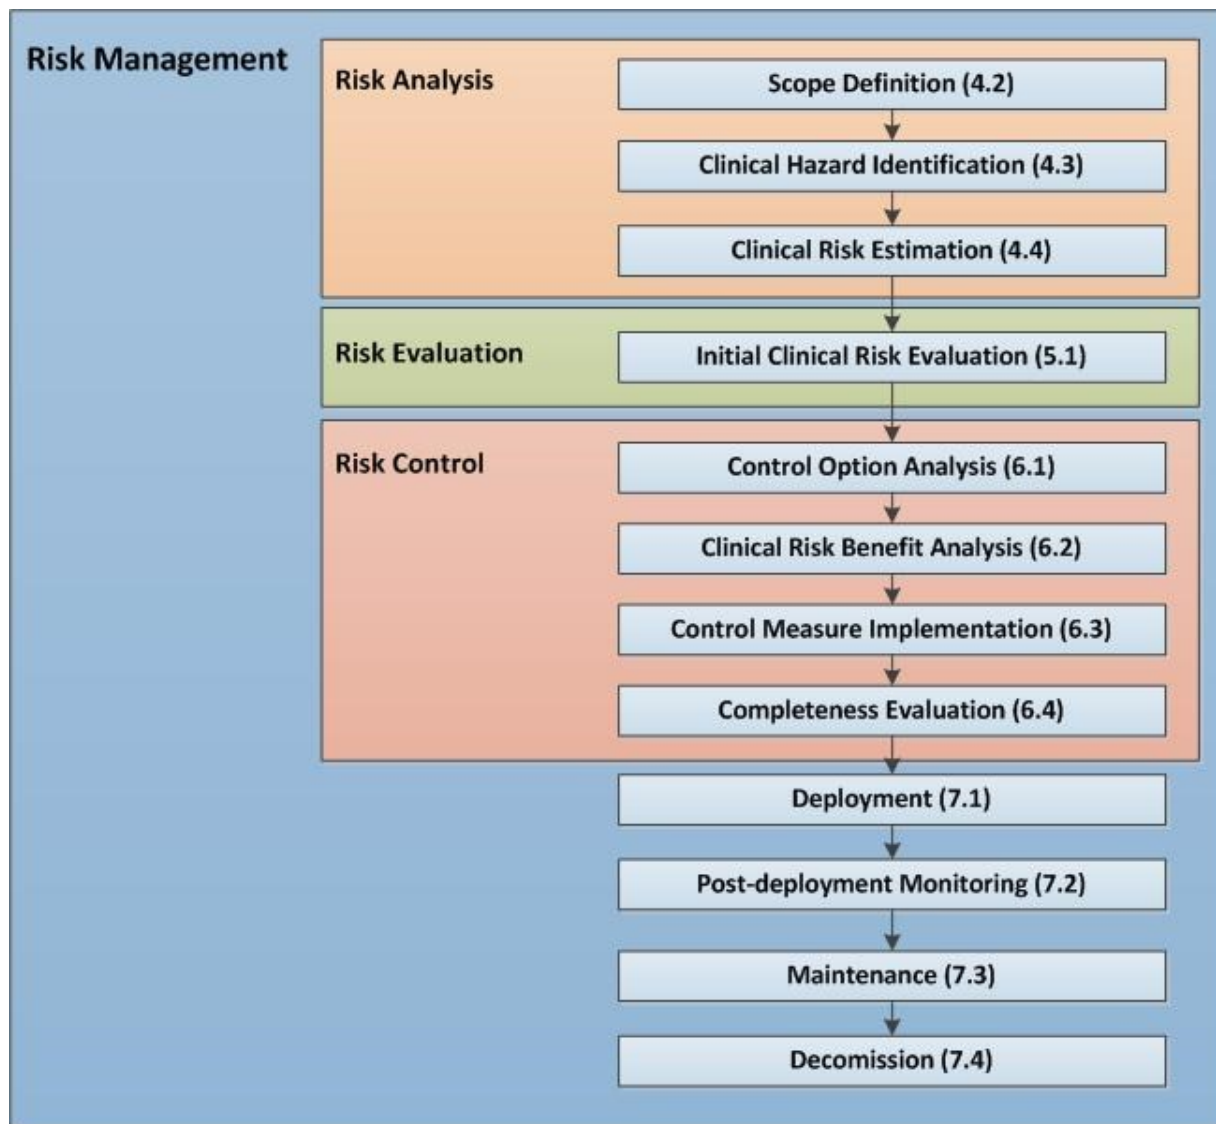 Risk Management
Risk Analysis
Scope Definition (4.2)
Clinical Hazard Identification (4.3)
Clinical Risk Estimation (4.4)
Risk Evaluation
Initial Clinical Risk Evaluation (5.1)
Risk Control
Control Option Analysis (6.1)
Clinical Risk Benefit Analysis (6.2)
Control Measure Implementation (6.3)
Completeness Evaluation (6.4)
Deployment (7.1)
Post-deployment Monitoring (7.2)
Maintenance (7.3)
Decomission (7.4)